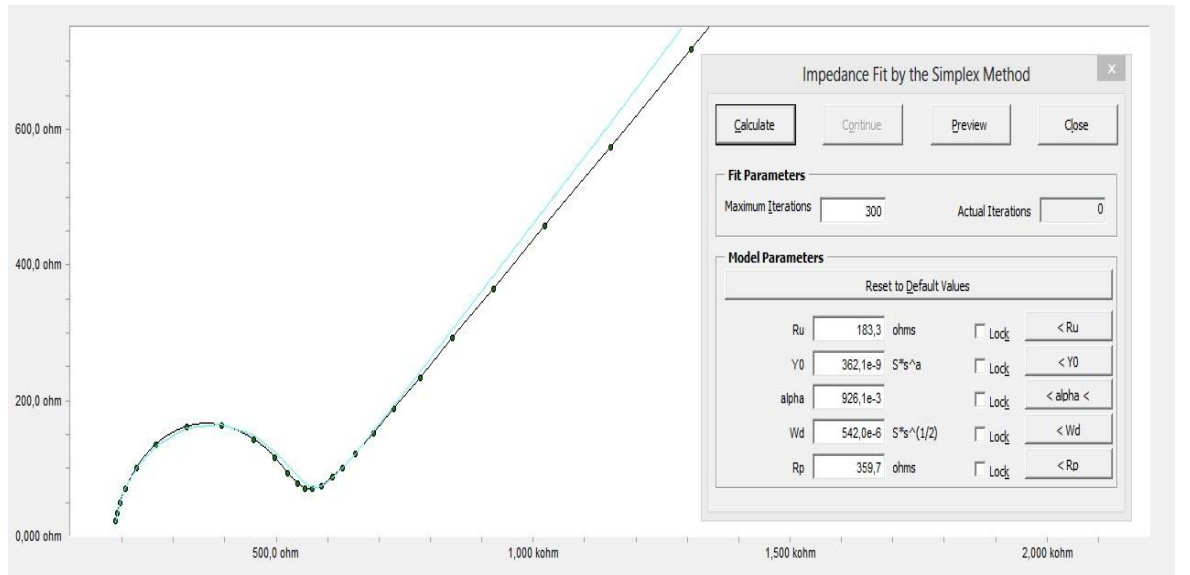 600,0 ohm
400,0 ohm
200,0 ohm
0,000 ohm
500,0 ohm
1,000 kohm
1,500 kohm
2,000 kohm
Impedance Fit by the Simplex Method
x
Calculate Continue Preview Close
Fit Parameters
Maximum Iterations 300 Actual Iterations 0
Model Parameters
Reset to Default Values
Ru 183,3 ohms Lock < Ru
Y0 362,1e-9 S*s^a Lock < Y0
alpha 926,1e-3 Lock < alpha <
Wd 542,0e-6 S*s^(1/2) Lock < Wd
Rp 359,7 ohms Lock < Rp